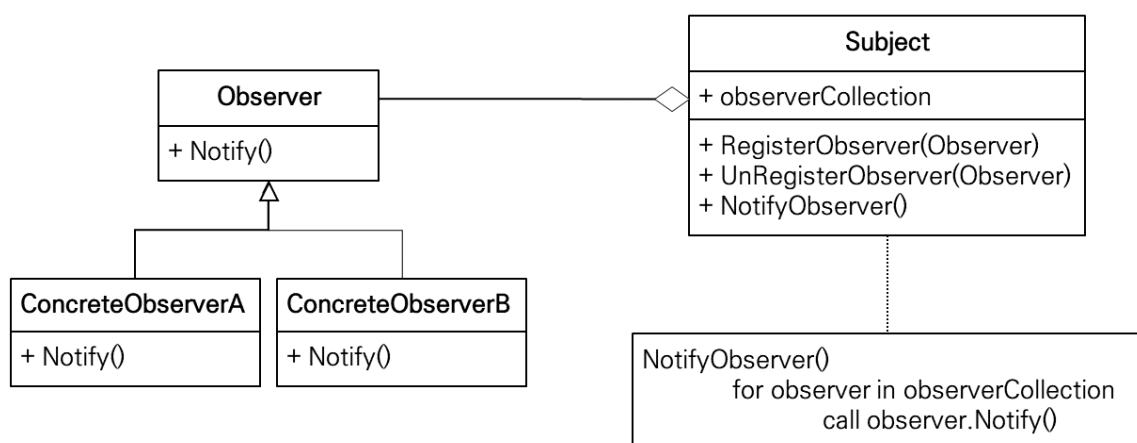 Subject
+ observerCollection
+ RegisterObserver(Observer)
+ UnRegisterObserver(Observer)
+ NotifyObserver()
Observer
+ Notify()
ConcreteObserverA
+ Notify()
ConcreteObserverB
+ Notify()
NotifyObserver()
for observer in observerCollection
call observer.Notify()